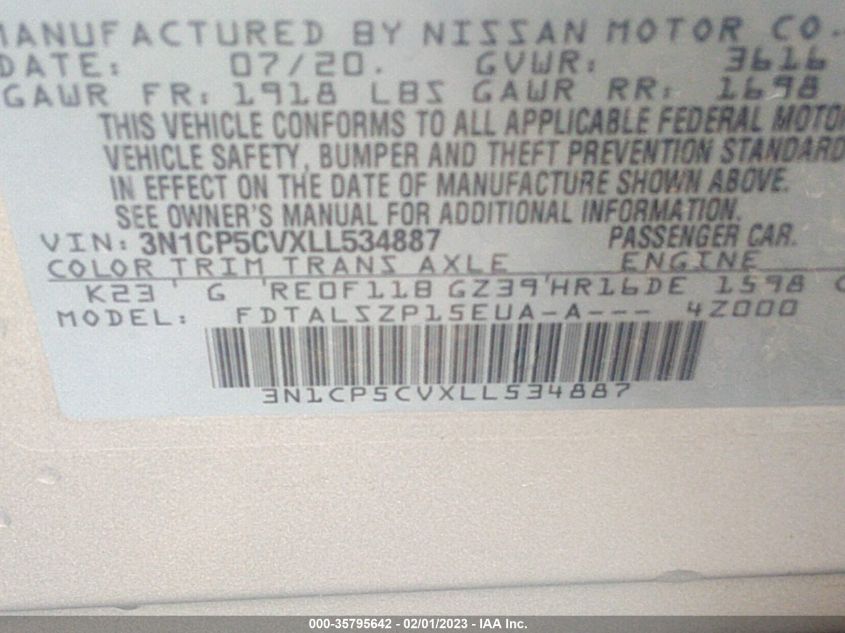 MANUFACTURED BY NISSAN MOTOR CO.
DATE: 07/20. GVWR: 3616
GAWR FR: 1918 LBS GAWR RR: 1698
THIS VEHICLE CONFORMS TO ALL APPLICABLE FEDERAL MOTO
VEHICLE SAFETY, BUMPER AND THEFT PREVENTION STANDARD
IN EFFECT ON THE DATE OF MANUFACTURE SHOWN ABOVE.
SEE OWNER'S MANUAL FOR ADDITIONAL INFORMATION.
VIN: 3N1CP5CVXLL534887 PASSENGER CAR.
COLOR TRIM TRANS AXLE ENGINE
K23 G RE0F11B GZ39 HR16DE 1598 C
MODEL: FDTALSZP15EUA-A--- 4Z000
3N1CP5CVXLL534887
000-35795642 - 02/01/2023 - IAA Inc.